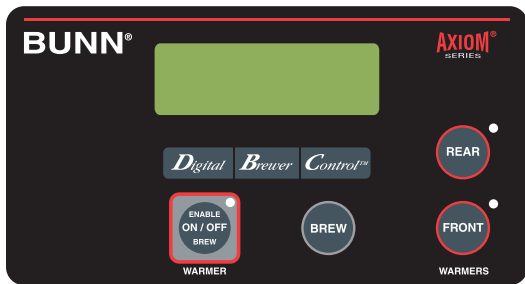 BUNN®
AXIOM®
SERIES
REAR
Digital Brewer Control™
ENABLE
ON / OFF
BREW
BREW
FRONT
WARMER
WARMERS